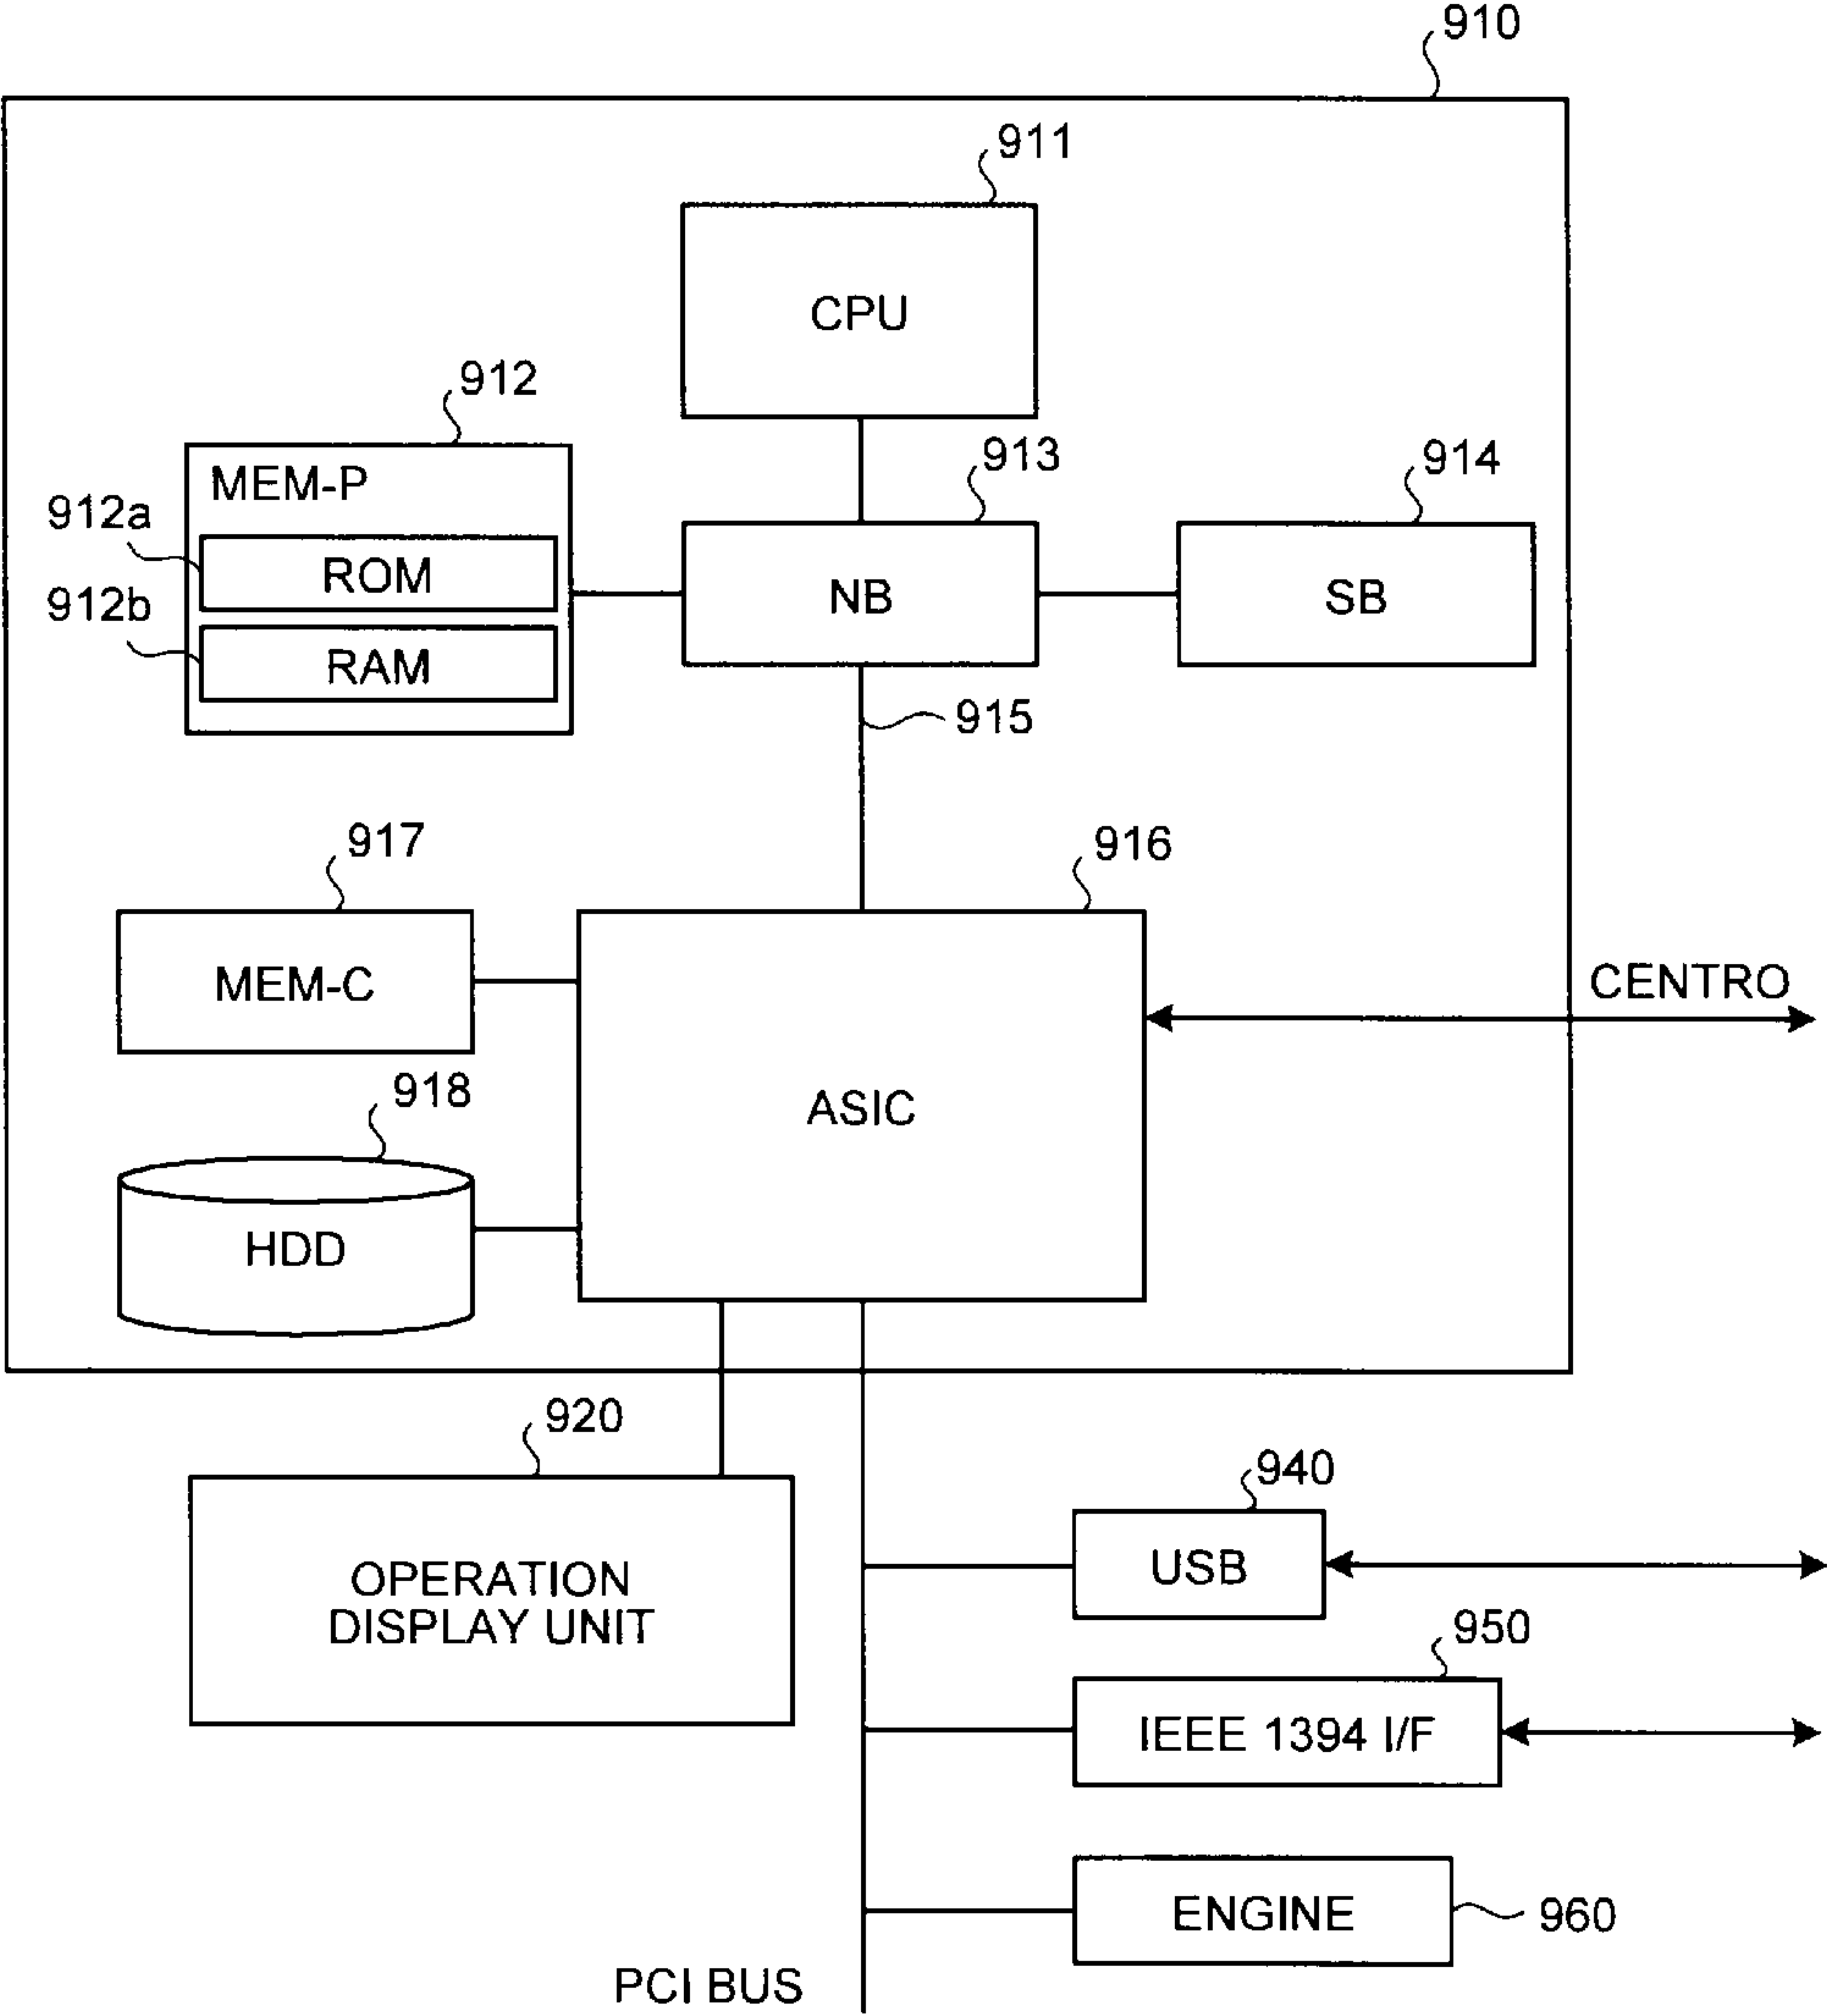 910
911
CPU
912
913
914
MEM-P
912a
ROM
NB
SB
912b
RAM
915
917
916
MEM-C
CENTRO
918
ASIC
HDD
920
940
OPERATION
DISPLAY UNIT
USB
950
IEEE 1394 I/F
ENGINE
960
PCI BUS